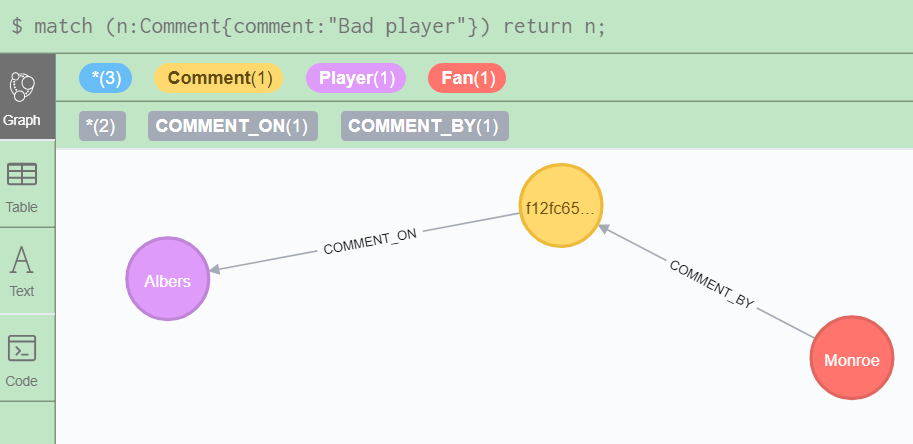 $ match (n:Comment{comment:"Bad player"}) return n;
*(3) Comment(1) Player(1) Fan(1)
Graph
*(2) COMMENT_ON(1) COMMENT_BY(1)
Table
f12fc65...
COMMENT_ON
Albers
COMMENT_BY
Text
Monroe
Code